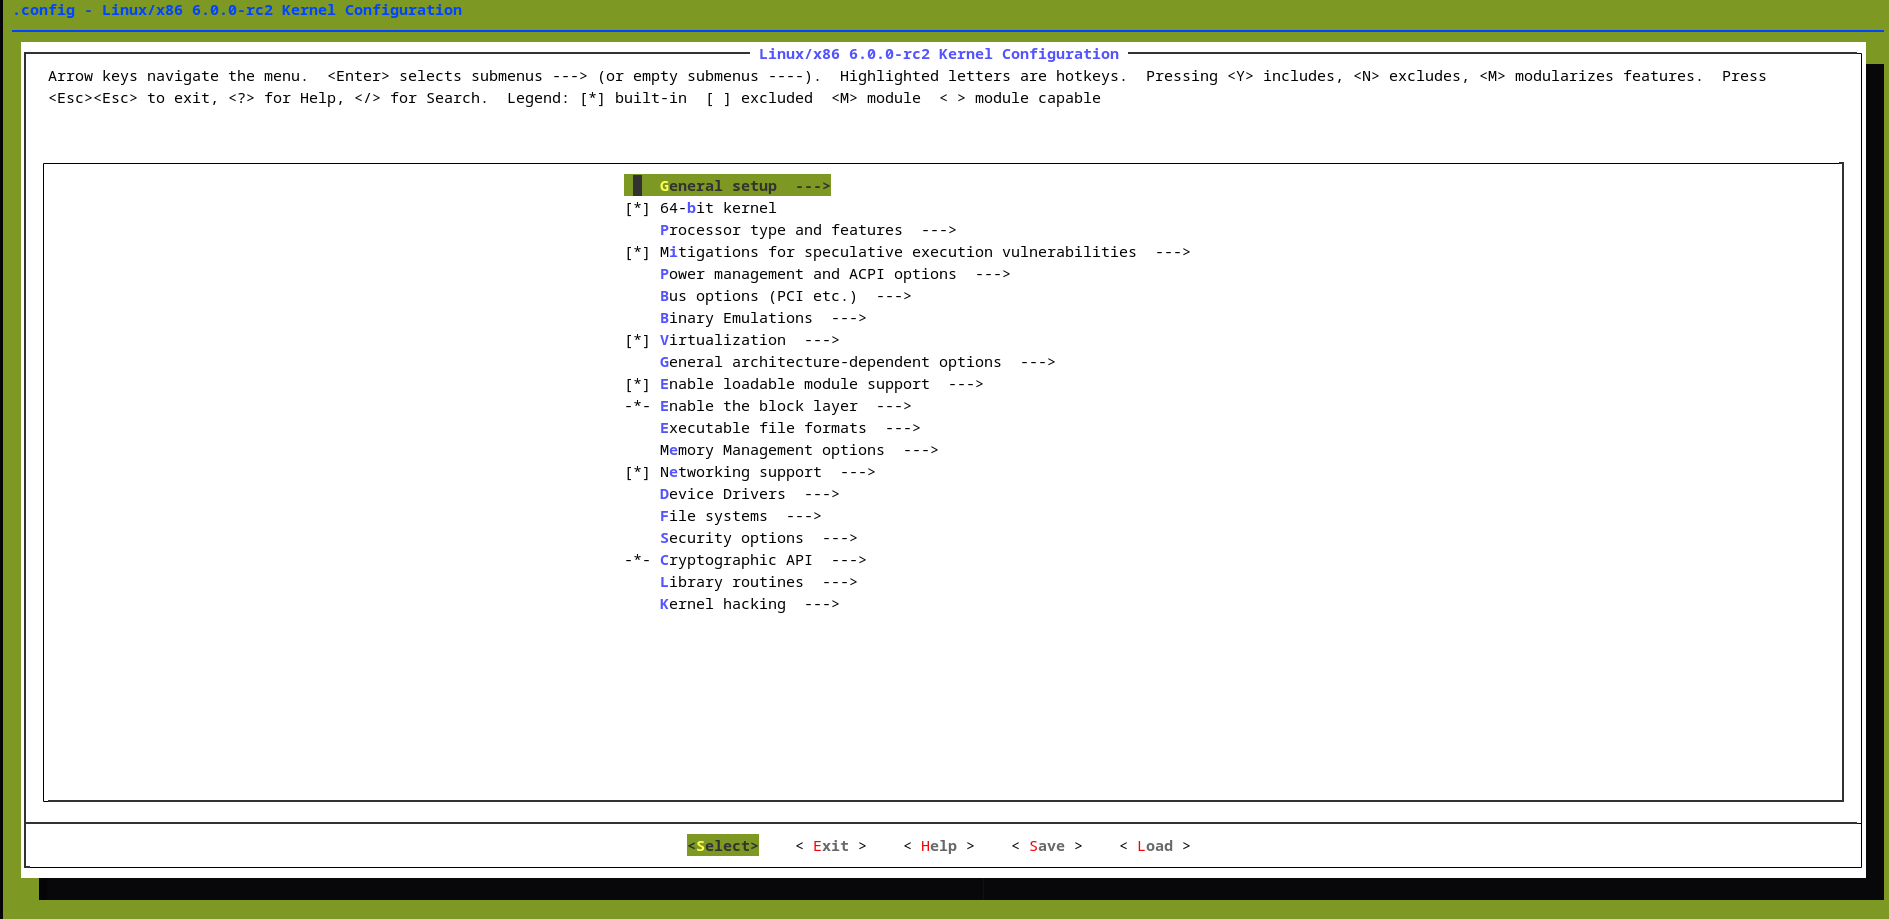 .config - Linux/x86 6.0.0-rc2 Kernel Configuration
Linux/x86 6.0.0-rc2 Kernel Configuration
Arrow keys navigate the menu.  <Enter> selects submenus ---> (or empty submenus ----).  Highlighted letters are hotkeys.  Pressing <Y> includes, <N> excludes, <M> modularizes features.  Press
<Esc><Esc> to exit, <?> for Help, </> for Search.  Legend: [*] built-in  [ ] excluded  <M> module  < > module capable
General setup  --->
[*] 64-bit kernel
Processor type and features  --->
[*] Mitigations for speculative execution vulnerabilities  --->
Power management and ACPI options  --->
Bus options (PCI etc.)  --->
Binary Emulations  --->
[*] Virtualization  --->
General architecture-dependent options  --->
[*] Enable loadable module support  --->
-*- Enable the block layer  --->
Executable file formats  --->
Memory Management options  --->
[*] Networking support  --->
Device Drivers  --->
File systems  --->
Security options  --->
-*- Cryptographic API  --->
Library routines  --->
Kernel hacking  --->
<Select>    < Exit >    < Help >    < Save >    < Load >